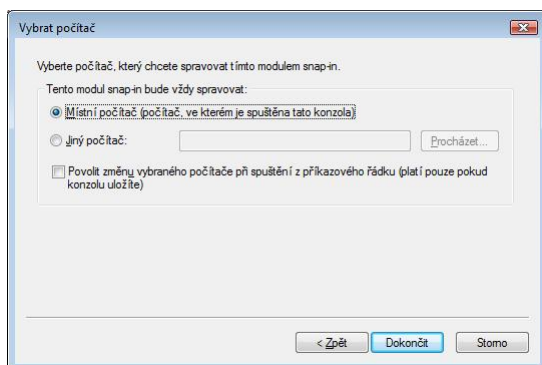 Vybrat počítač
Vyberte počítač, který chcete spravovat tímto modulem snap-in.
Tento modul snap-in bude vždy spravovat:
Místní počítač (počítač, ve kterém je spuštěna tato konzola)
Jiný počítač:
Procházet...
Povolit změnu vybraného počítače při spuštění z příkazového řádku (platí pouze pokud
konzolu uložíte)
< Zpět
Dokončit
Storno